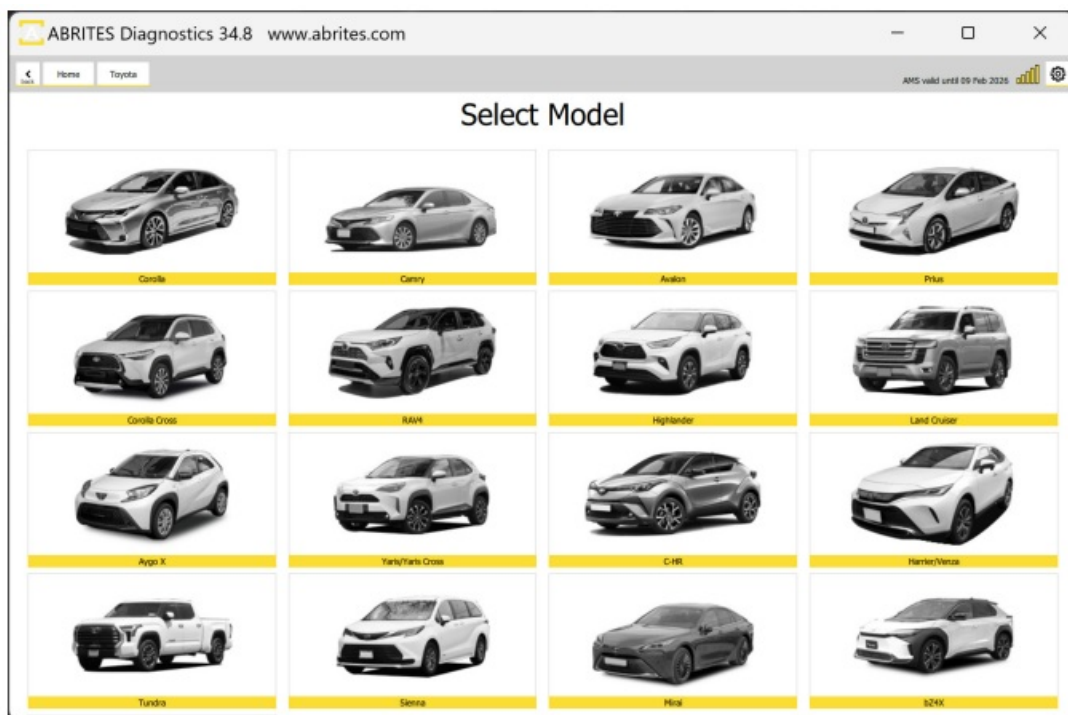 ABRITES Diagnostics 34.8 www.abrites.com
back Home Toyota AMS valid until 09 Feb 2026
Select Model
Corolla Camry Avalon Prius
Corolla Cross RAV4 Highlander Land Cruiser
Aygo X Yaris/Yaris Cross C-HR Harrier/Venza
Tundra Sienna Mirai bZ4X